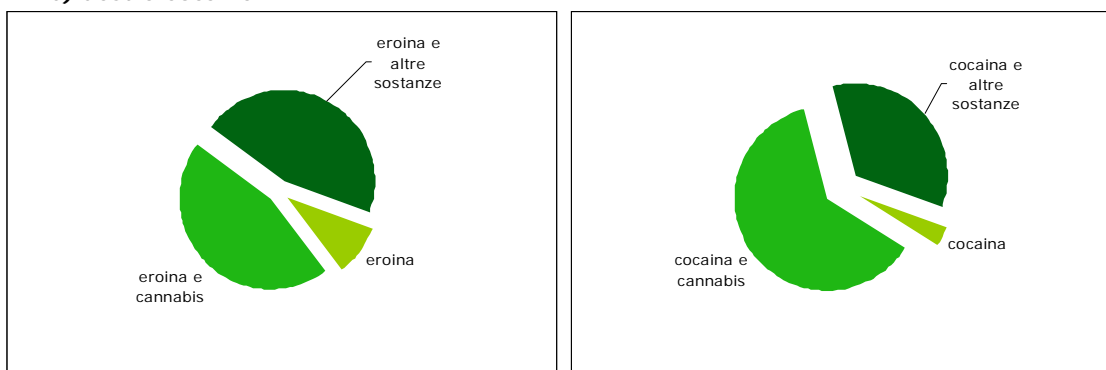 eroina e
altre
sostanze
eroina
eroina e
cannabis
cocaina e
altre
sostanze
cocaina
cocaina e
cannabis